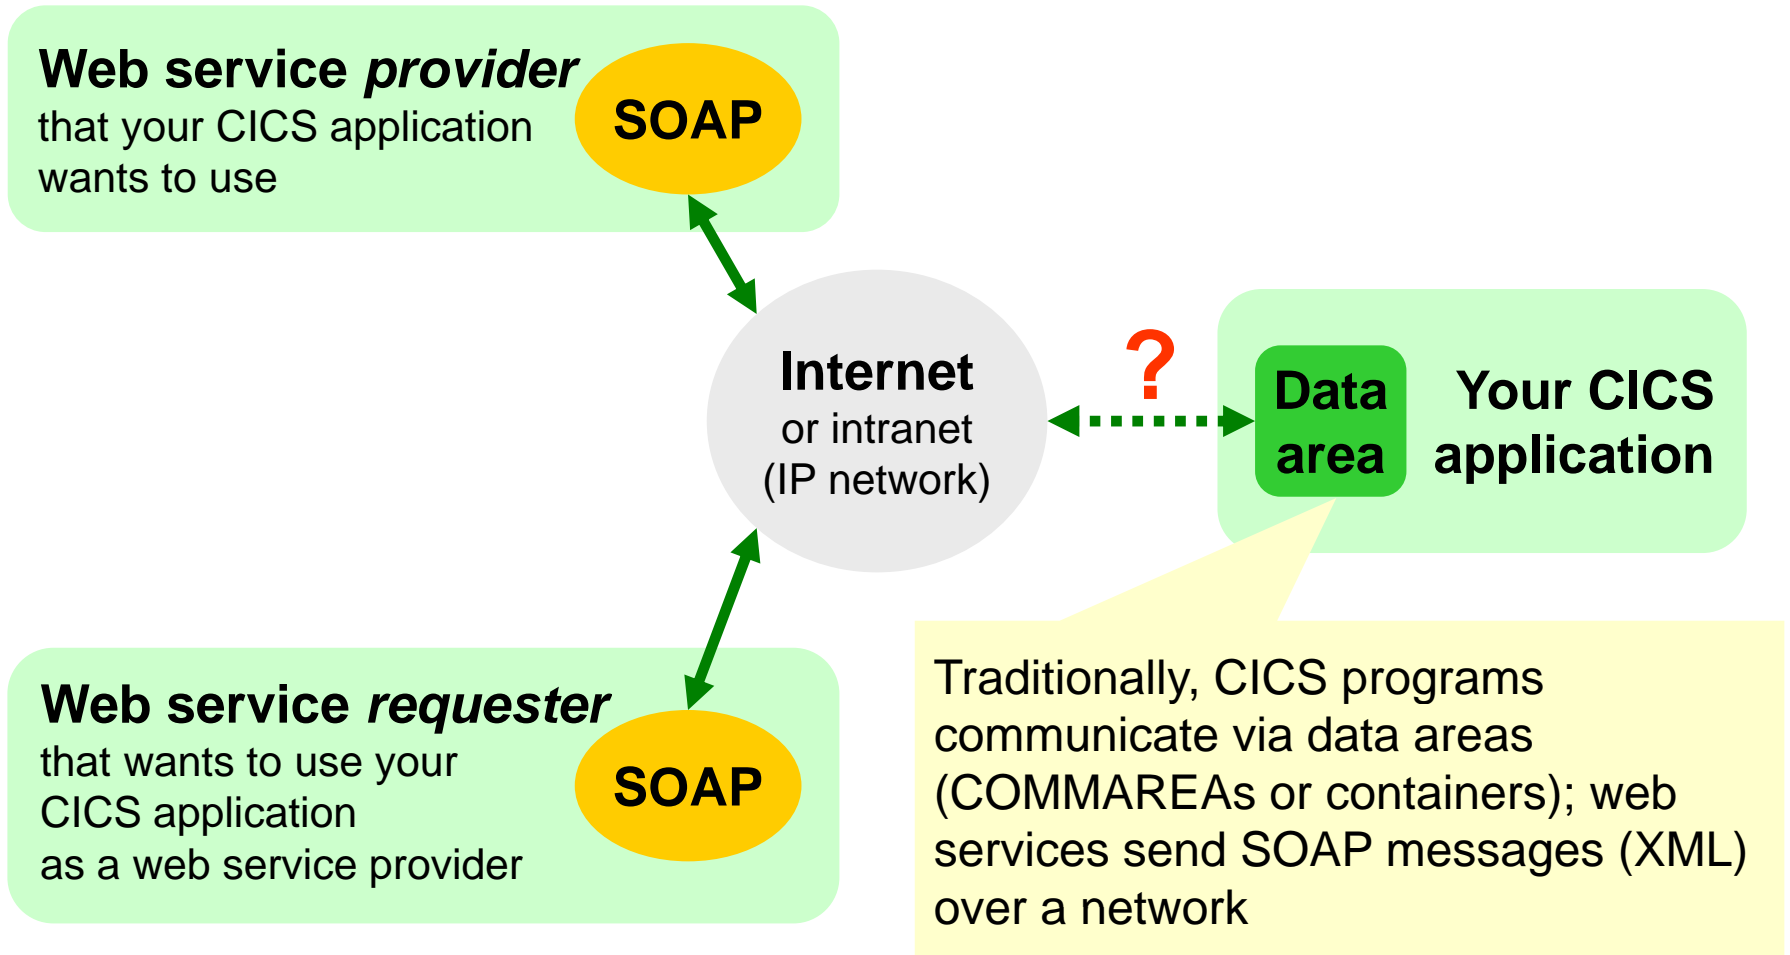 Web service provider
that your CICS application
wants to use
SOAP
Internet
or intranet
(IP network)
?
Data
area
Your CICS
application
Web service requester
that wants to use your
CICS application
as a web service provider
SOAP
Traditionally, CICS programs
communicate via data areas
(COMMAREAs or containers); web
services send SOAP messages (XML)
over a network